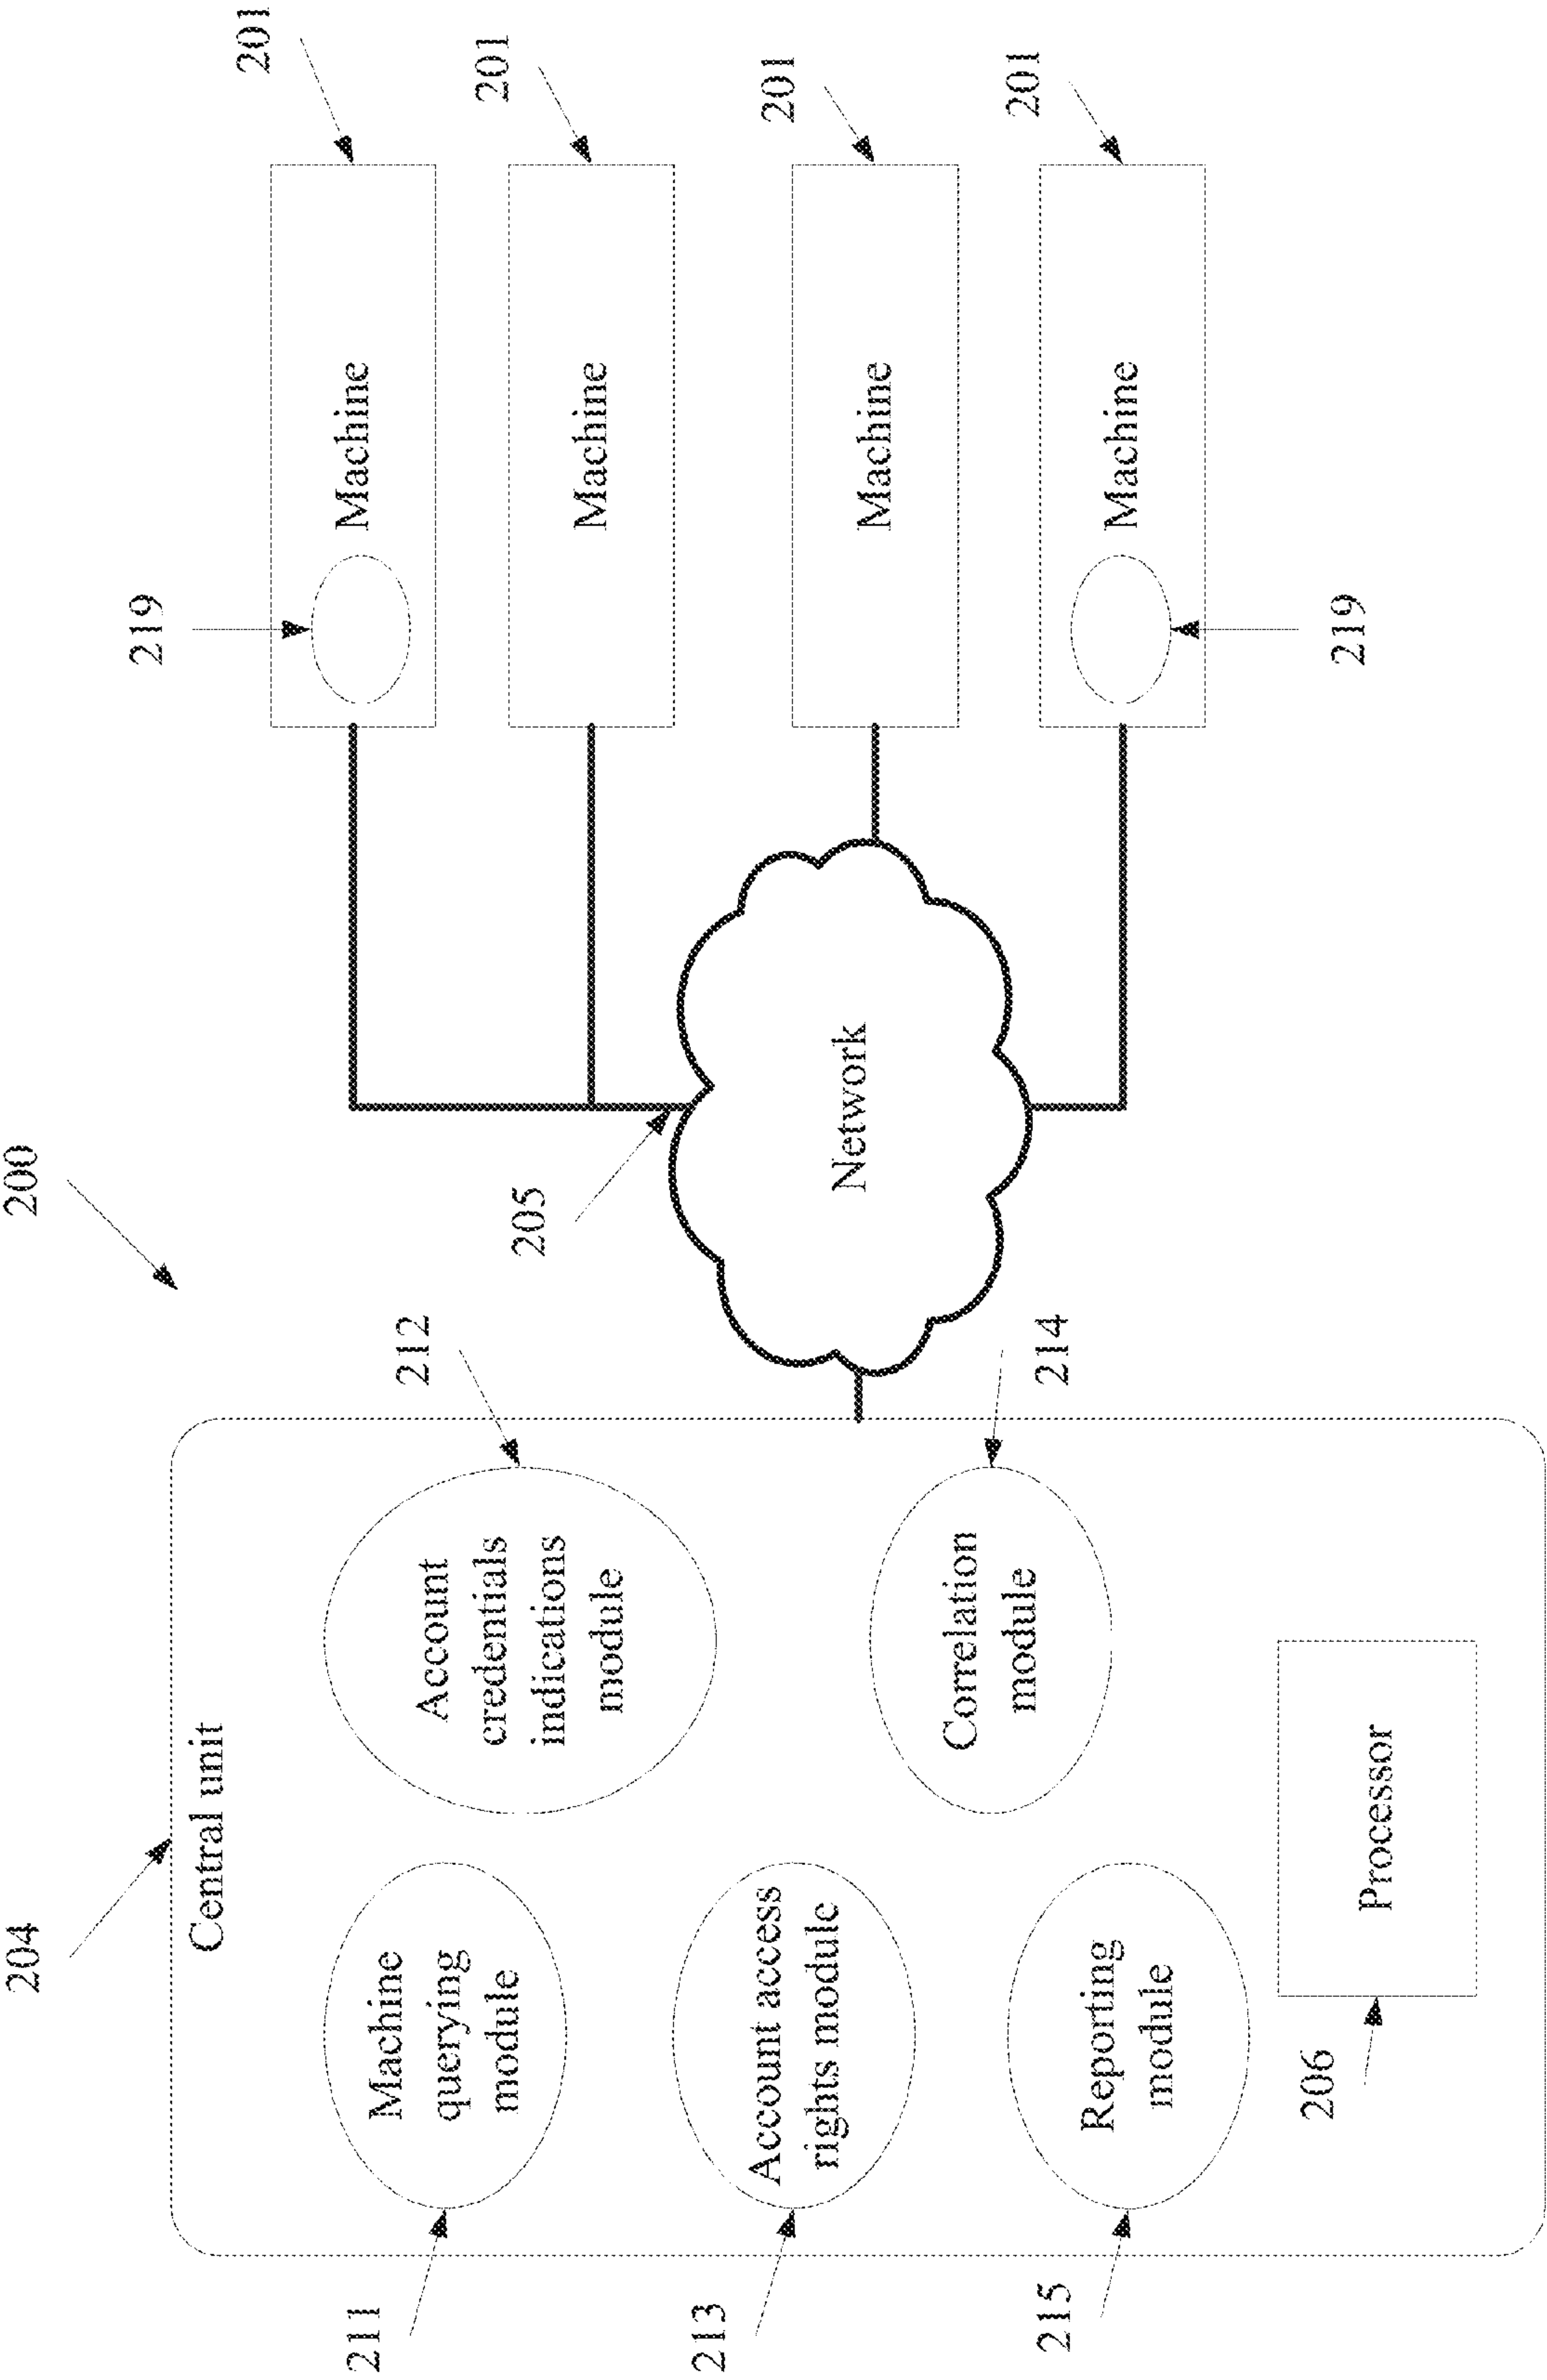 200
204
Central unit
211
Machine
querying
module
212
Account
credentials
indications
module
213
Account access
rights module
214
Correlation
module
215
Reporting
module
206
Processor
205
Network
219
Machine
201
Machine
201
Machine
201
219
Machine
201